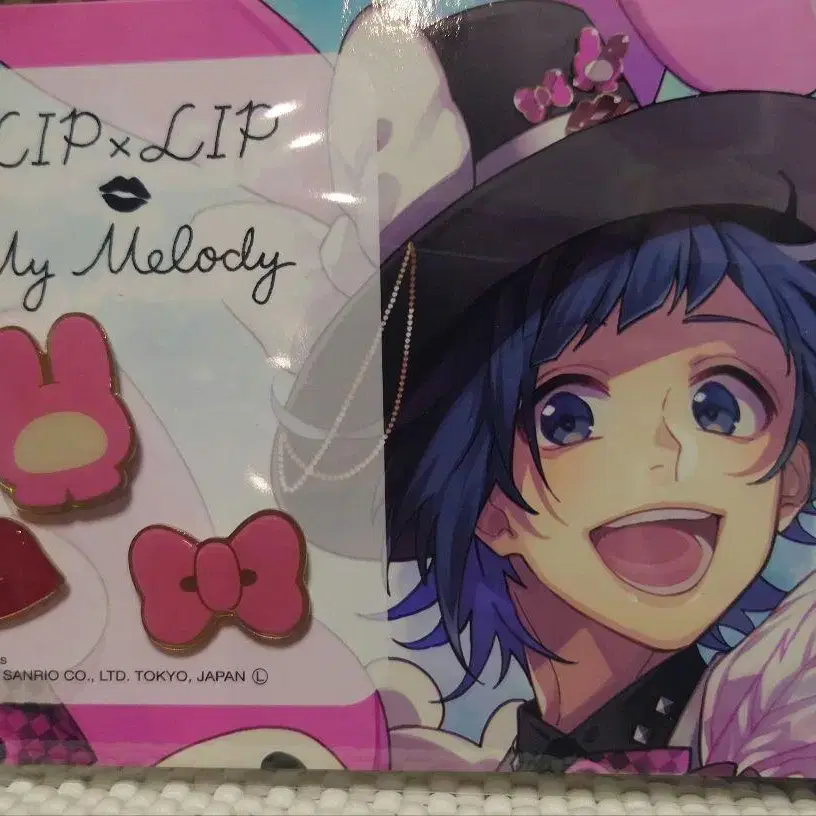 LIP×LIP
My Melody
s
SANRIO CO., LTD. TOKYO, JAPAN Ⓛ